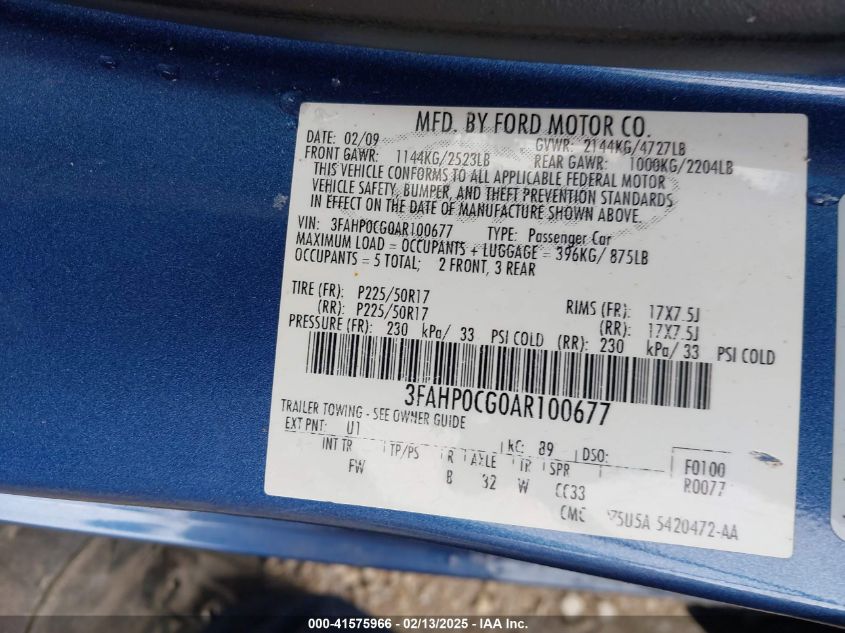 MFD. BY FORD MOTOR CO.
DATE: 02/09 GVWR: 2144KG/4727LB
FRONT GAWR: 1144KG/2523LB REAR GAWR: 1000KG/2204LB
THIS VEHICLE CONFORMS TO ALL APPLICABLE FEDERAL MOTOR
VEHICLE SAFETY, BUMPER, AND THEFT PREVENTION STANDARDS
IN EFFECT ON THE DATE OF MANUFACTURE SHOWN ABOVE.
VIN: 3FAHP0CG0AR100677 TYPE: Passenger Car
MAXIMUM LOAD = OCCUPANTS + LUGGAGE = 396KG/ 875LB
OCCUPANTS = 5 TOTAL; 2 FRONT, 3 REAR
TIRE (FR): P225/50R17 RIMS (FR): 17X7.5J
(RR): P225/50R17 (RR): 17X7.5J
PRESSURE (FR): 230 kPa/ 33 PSI COLD (RR): 230 kPa/ 33 PSI COLD
3FAHP0CG0AR100677
TRAILER TOWING - SEE OWNER GUIDE
EXT PNT: U1 KC: 89 DSO: F0100
INT TR TP/PS R AXLE TR SPR R0077
FW B 32 W CC33
5420472-AA
000-41575966 - 02/13/2025 - IAAI.com